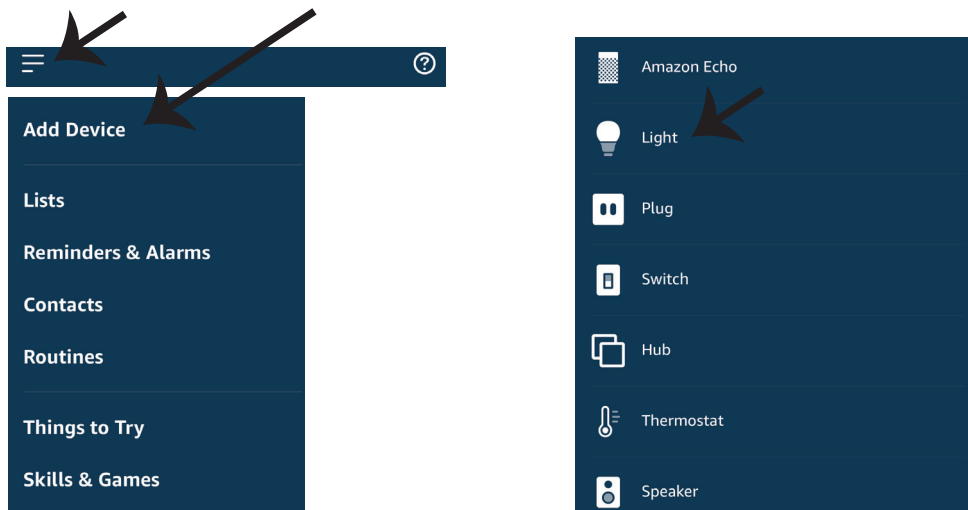 Add Device
Lists
Reminders & Alarms
Contacts
Routines
Things to Try
Skills & Games
Amazon Echo
Light
Plug
Switch
Hub
Thermostat
Speaker